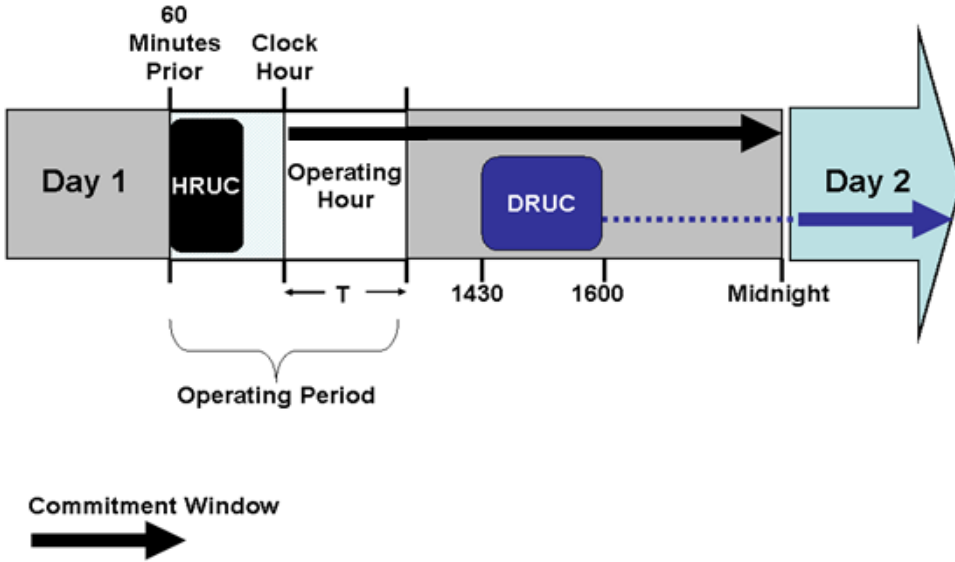 60
Minutes
Prior
Clock
Hour
Day 1
HRUC
Operating
Hour
DRUC
Day 2
T
1430
1600
Midnight
Operating Period
Commitment Window